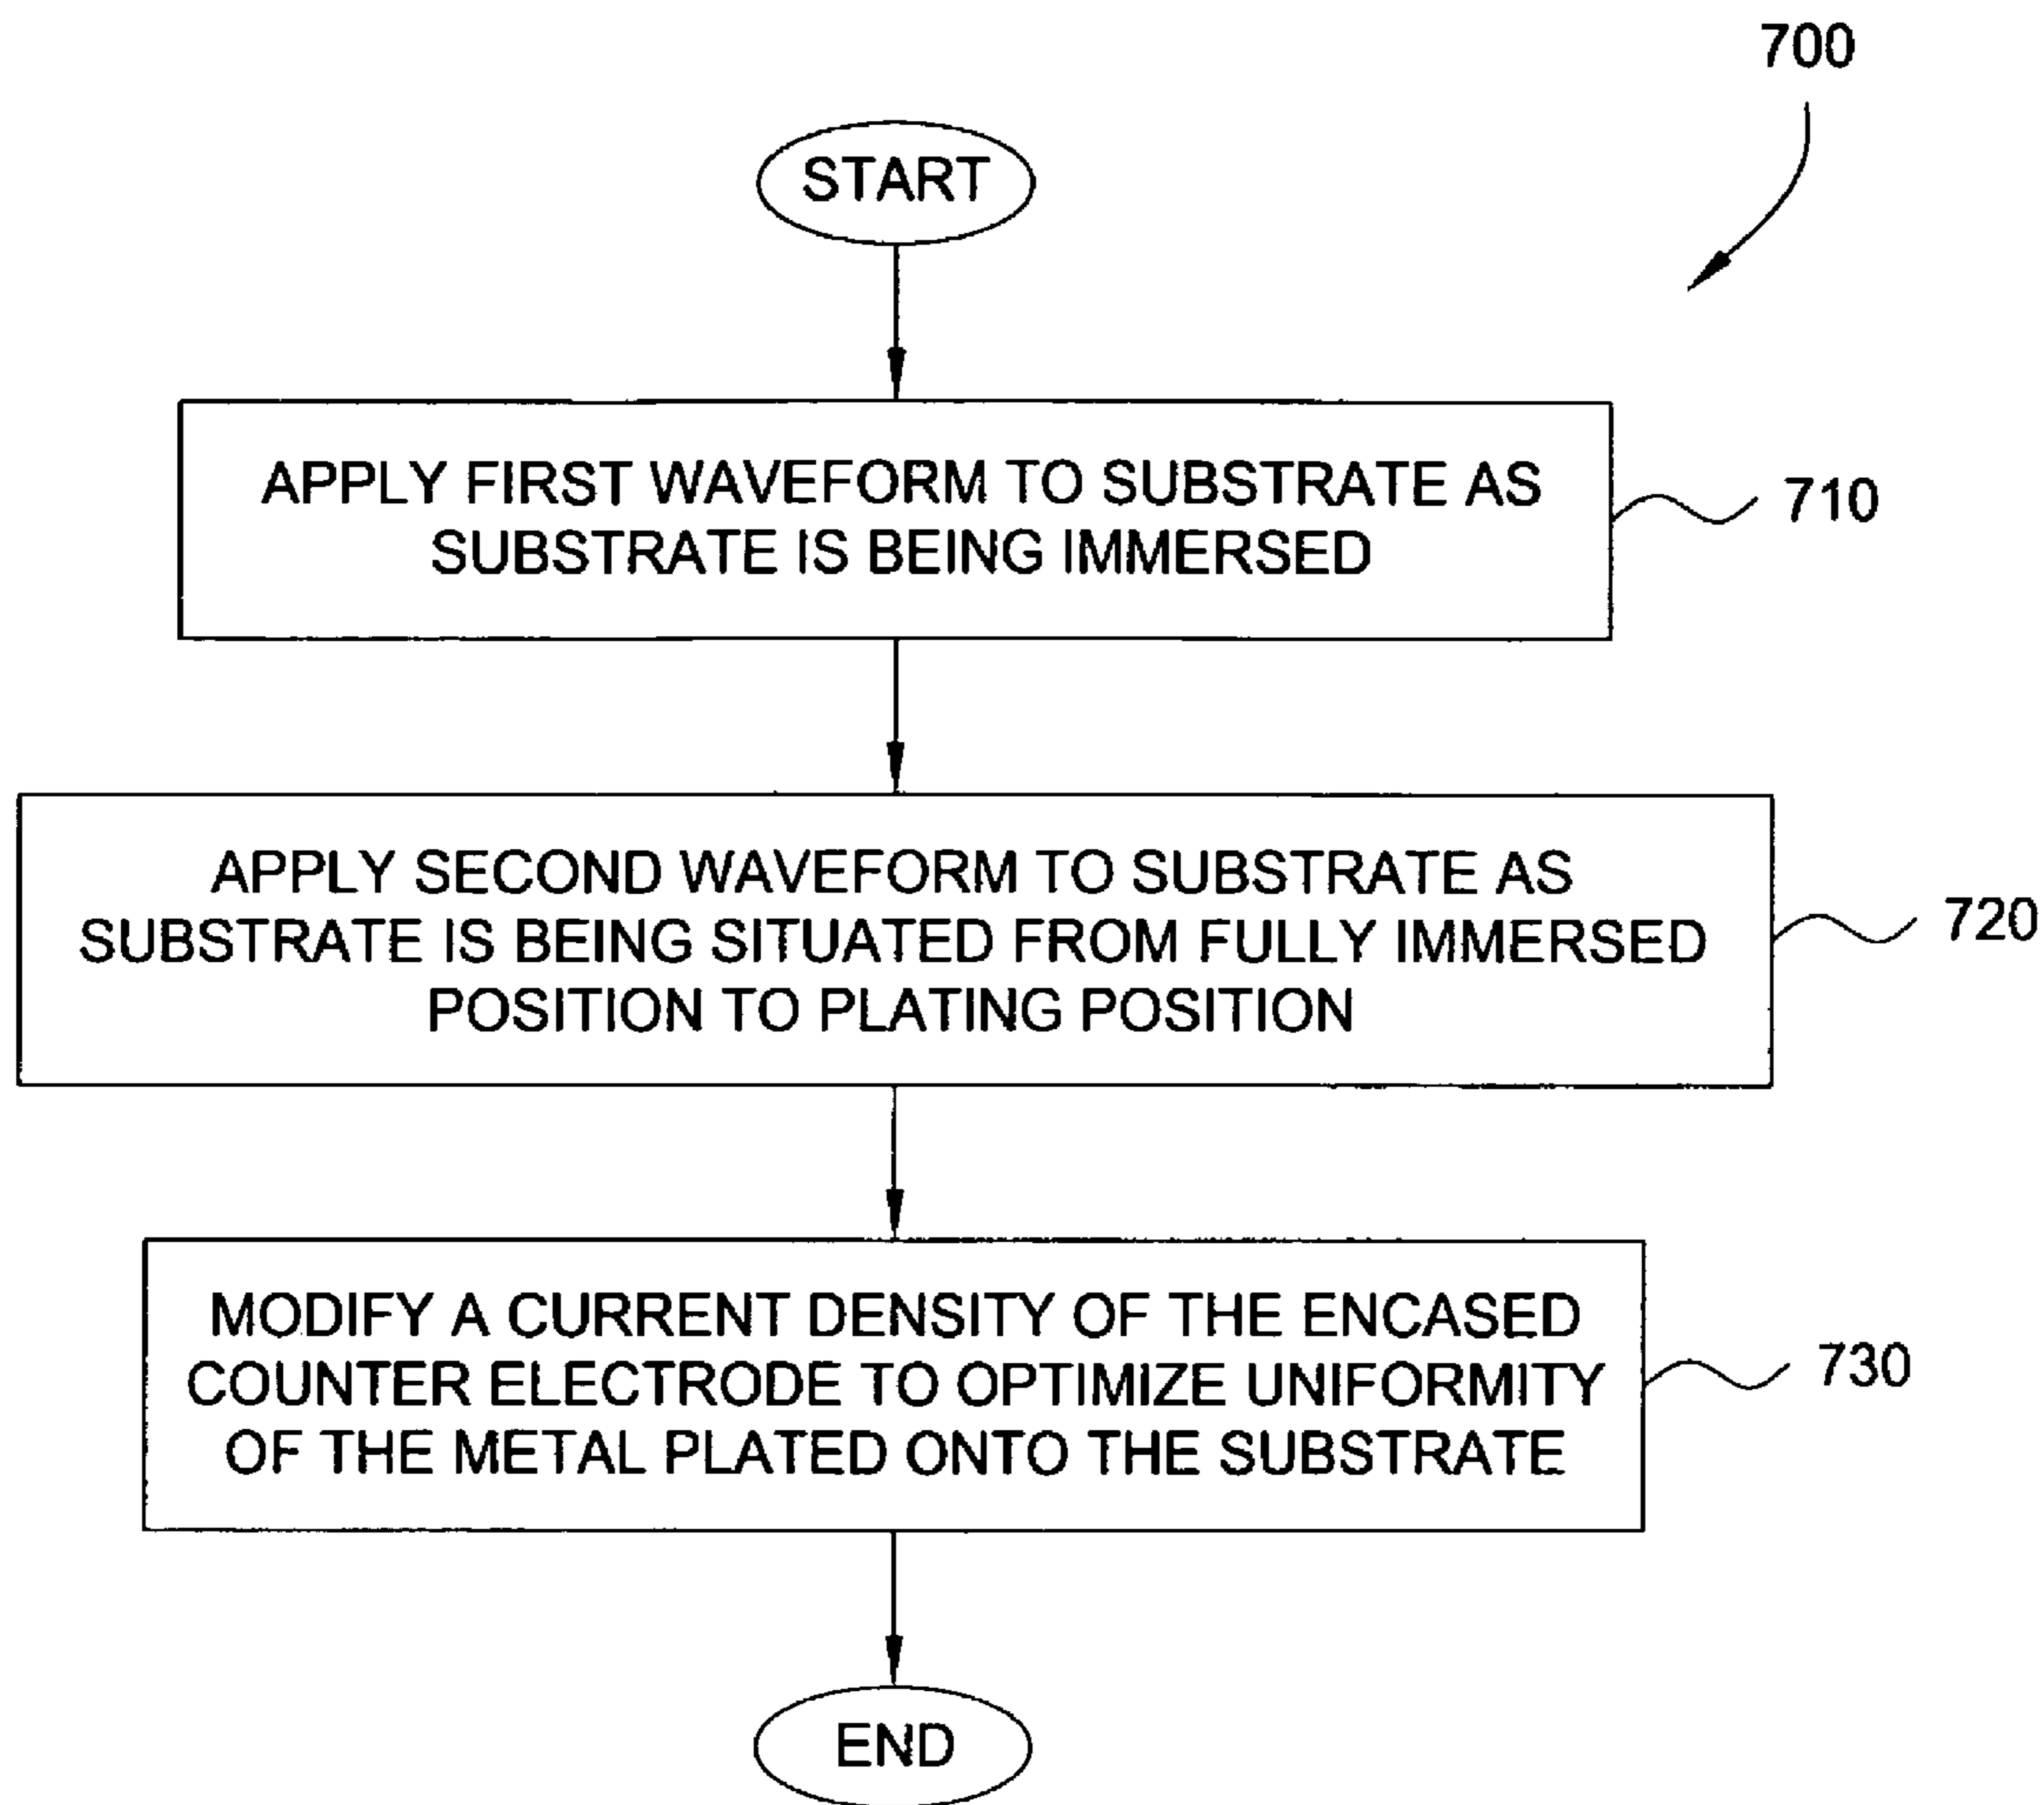 700
START
APPLY FIRST WAVEFORM TO SUBSTRATE AS
SUBSTRATE IS BEING IMMERSED
710
APPLY SECOND WAVEFORM TO SUBSTRATE AS
SUBSTRATE IS BEING SITUATED FROM FULLY IMMERSED
POSITION TO PLATING POSITION
720
MODIFY A CURRENT DENSITY OF THE ENCASED
COUNTER ELECTRODE TO OPTIMIZE UNIFORMITY
OF THE METAL PLATED ONTO THE SUBSTRATE
730
END